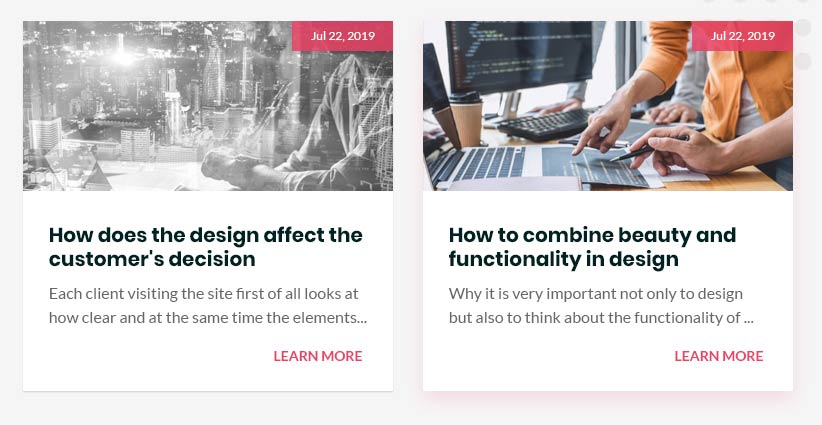 Jul 22, 2019
How does the design affect the
customer's decision
Each client visiting the site first of all looks at
how clear and at the same time the elements...
LEARN MORE
Jul 22, 2019
How to combine beauty and
functionality in design
Why it is very important not only to design
but also to think about the functionality of ...
LEARN MORE